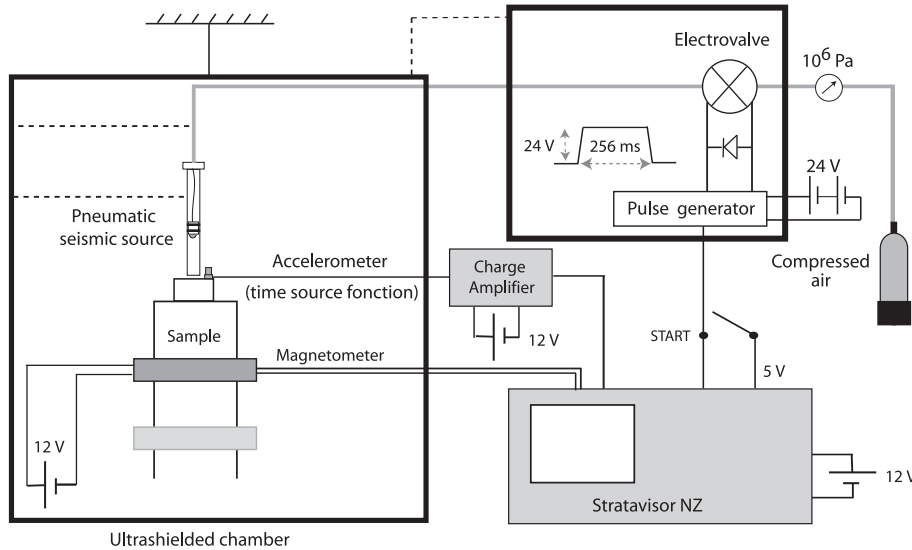 Electrovalve
10⁶ Pa
24 V
256 ms
24 V
Pulse generator
Pneumatic
seismic source
Compressed
air
Accelerometer
(time source fonction)
Charge
Amplifier
12 V
START
5 V
Sample
Magnetometer
12 V
12 V
Stratavisor NZ
Ultrashielded chamber